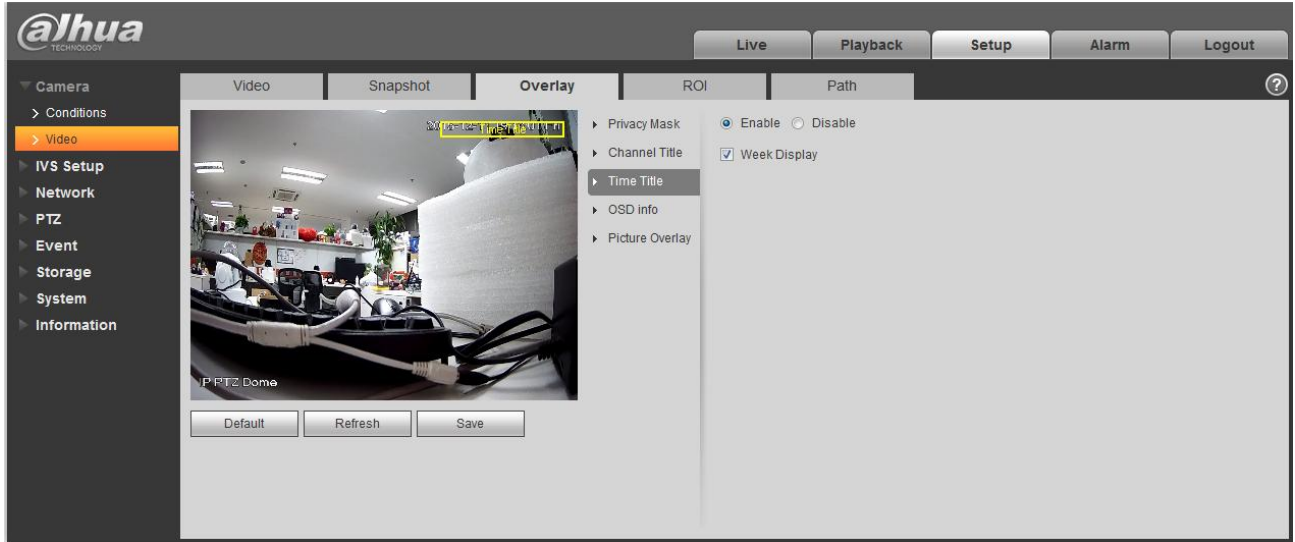 alhua
TECHNOLOGY
Live Playback Setup Alarm Logout
Camera
Conditions
Video
IVS Setup
Network
PTZ
Event
Storage
System
Information
Video Snapshot Overlay ROI Path
Time Title
IP PTZ Dome
Default Refresh Save
Privacy Mask
Channel Title
Time Title
OSD info
Picture Overlay
Enable Disable
Week Display